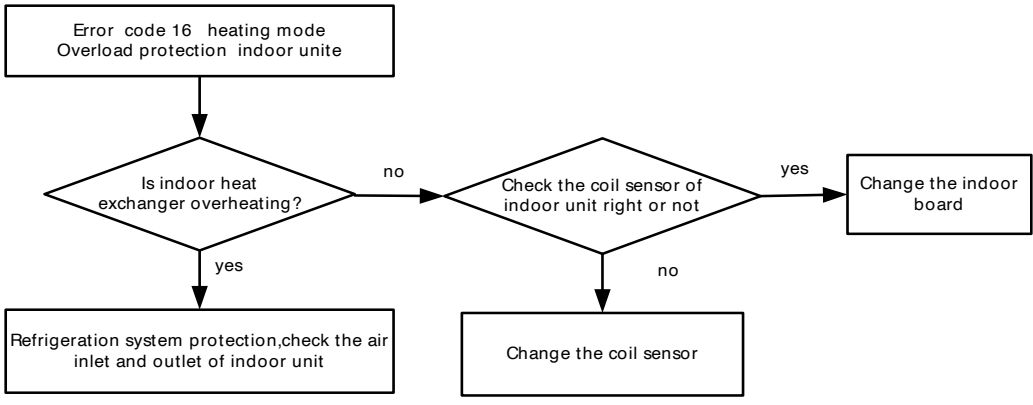 Error code 16 heating mode
Overload protection indoor unite
Is indoor heat
exchanger overheating?
no
Check the coil sensor of
indoor unit right or not
yes
Change the indoor
board
yes
no
Refrigeration system protection,check the air
inlet and outlet of indoor unit
Change the coil sensor